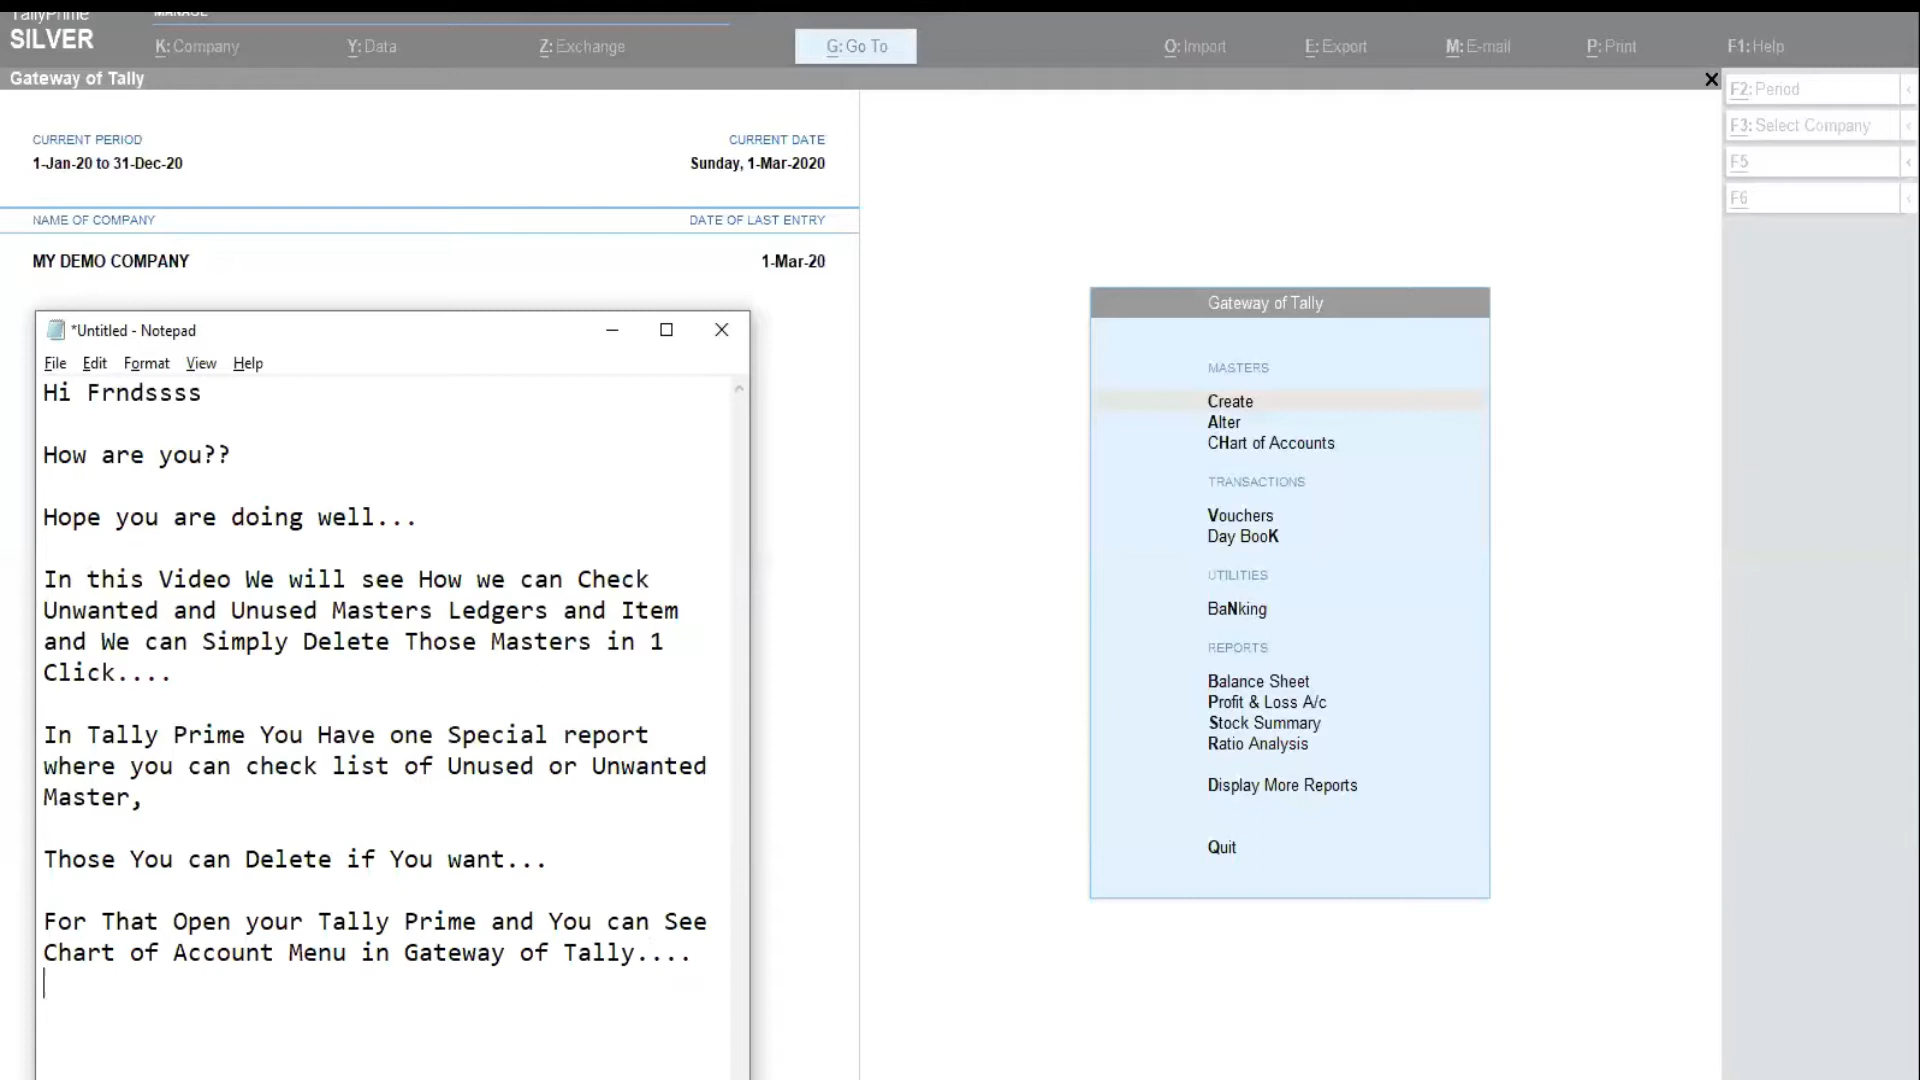 TallyPrime
MANAGE
SILVER
K: Company
Y: Data
Z: Exchange
G: Go To
O: Import
E: Export
M: E-mail
P: Print
F1: Help
Gateway of Tally
F2: Period
F3: Select Company
F5
F6
CURRENT PERIOD
CURRENT DATE
1-Jan-20 to 31-Dec-20
Sunday, 1-Mar-2020
NAME OF COMPANY
DATE OF LAST ENTRY
MY DEMO COMPANY
1-Mar-20
*Untitled - Notepad
File Edit Format View Help
Hi Frndssss
How are you??
Hope you are doing well...
In this Video We will see How we can Check
Unwanted and Unused Masters Ledgers and Item
and We can Simply Delete Those Masters in 1
Click....
In Tally Prime You Have one Special report
where you can check list of Unused or Unwanted
Master,
Those You can Delete if You want...
For That Open your Tally Prime and You can See
Chart of Account Menu in Gateway of Tally....
Gateway of Tally
MASTERS
Create
Alter
CHart of Accounts
TRANSACTIONS
Vouchers
Day BooK
UTILITIES
BaNking
REPORTS
Balance Sheet
Profit & Loss A/c
Stock Summary
Ratio Analysis
Display More Reports
Quit